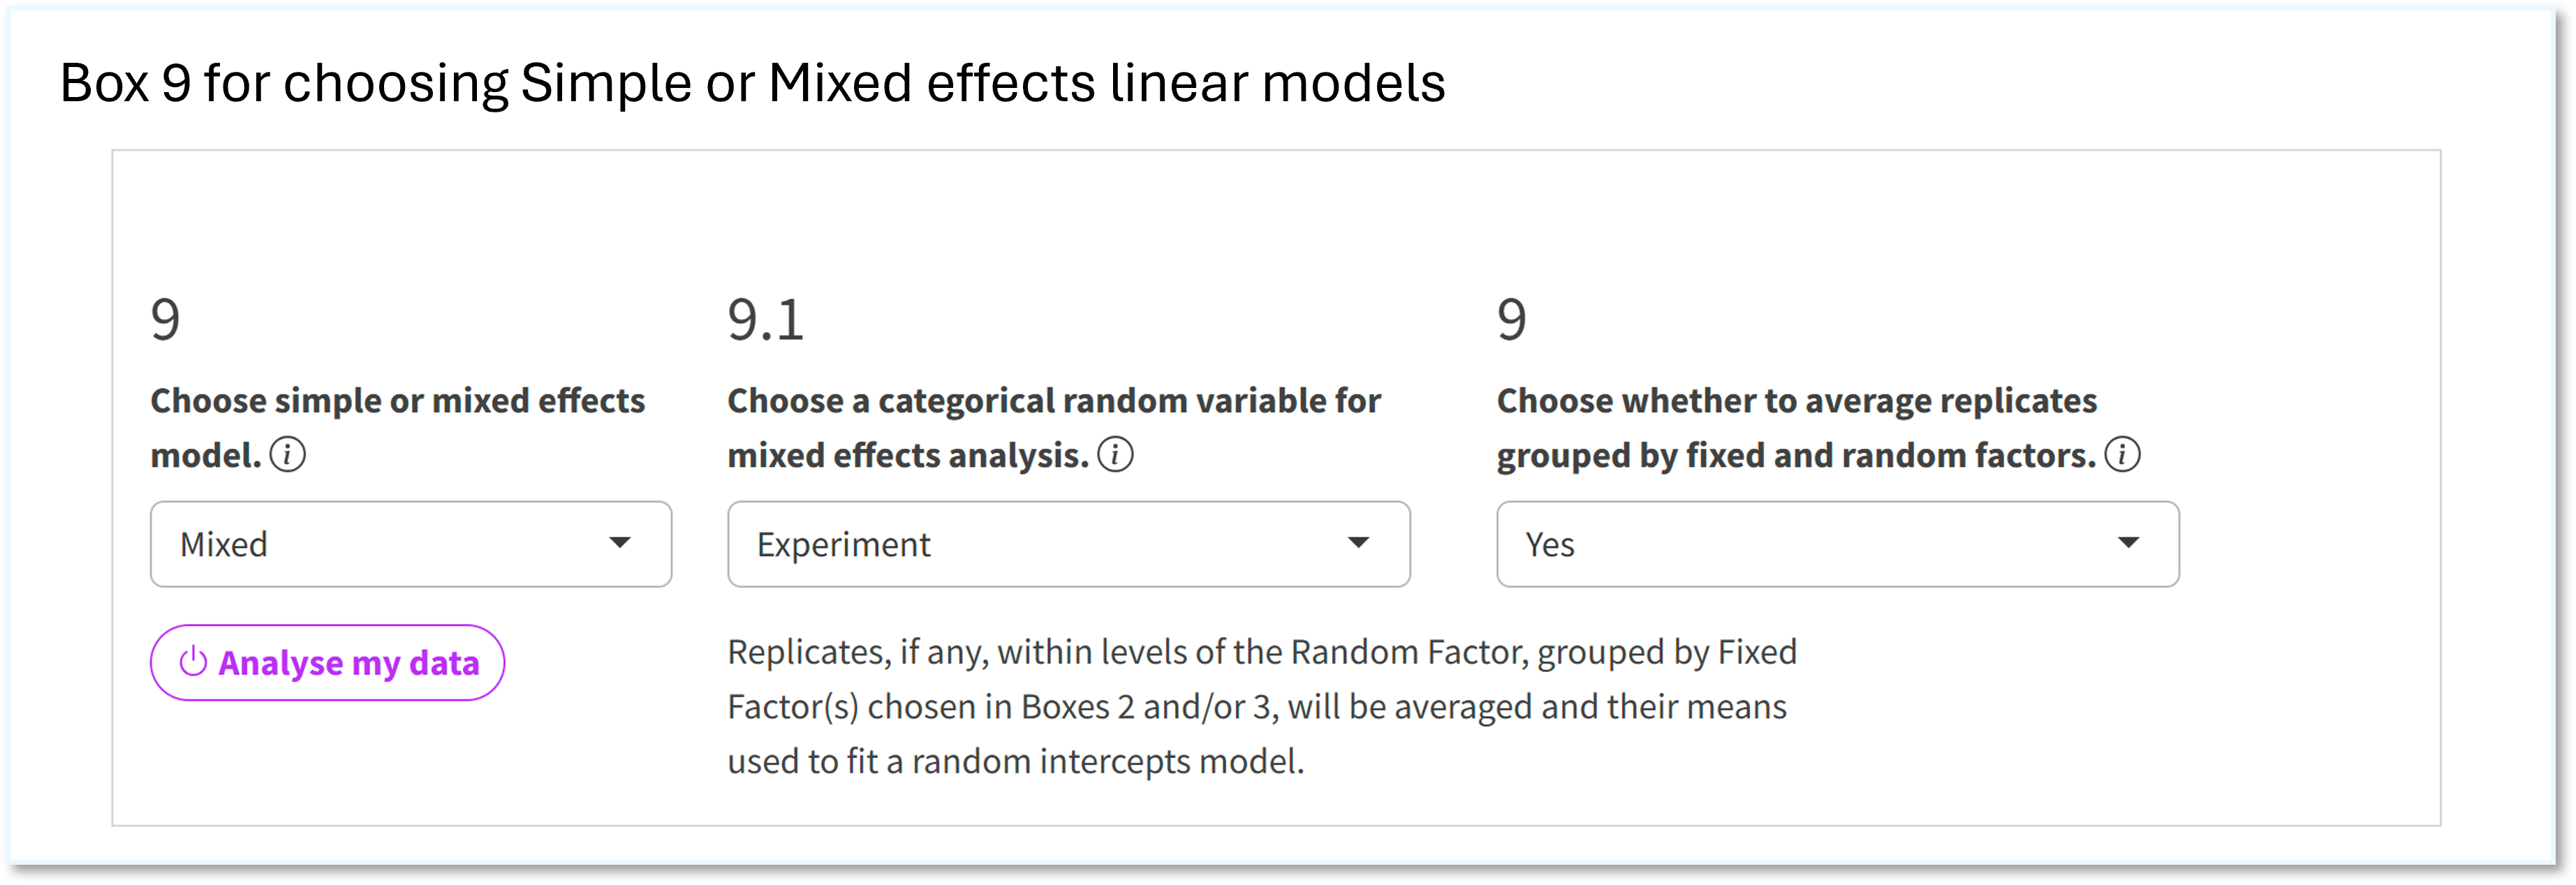 Box 9 for choosing Simple or Mixed effects linear models
9
Choose simple or mixed effects
model.
Mixed
Analyse my data
9.1
Choose a categorical random variable for
mixed effects analysis.
Experiment
9
Choose whether to average replicates
grouped by fixed and random factors.
Yes
Replicates, if any, within levels of the Random Factor, grouped by Fixed
Factor(s) chosen in Boxes 2 and/or 3, will be averaged and their means
used to fit a random intercepts model.